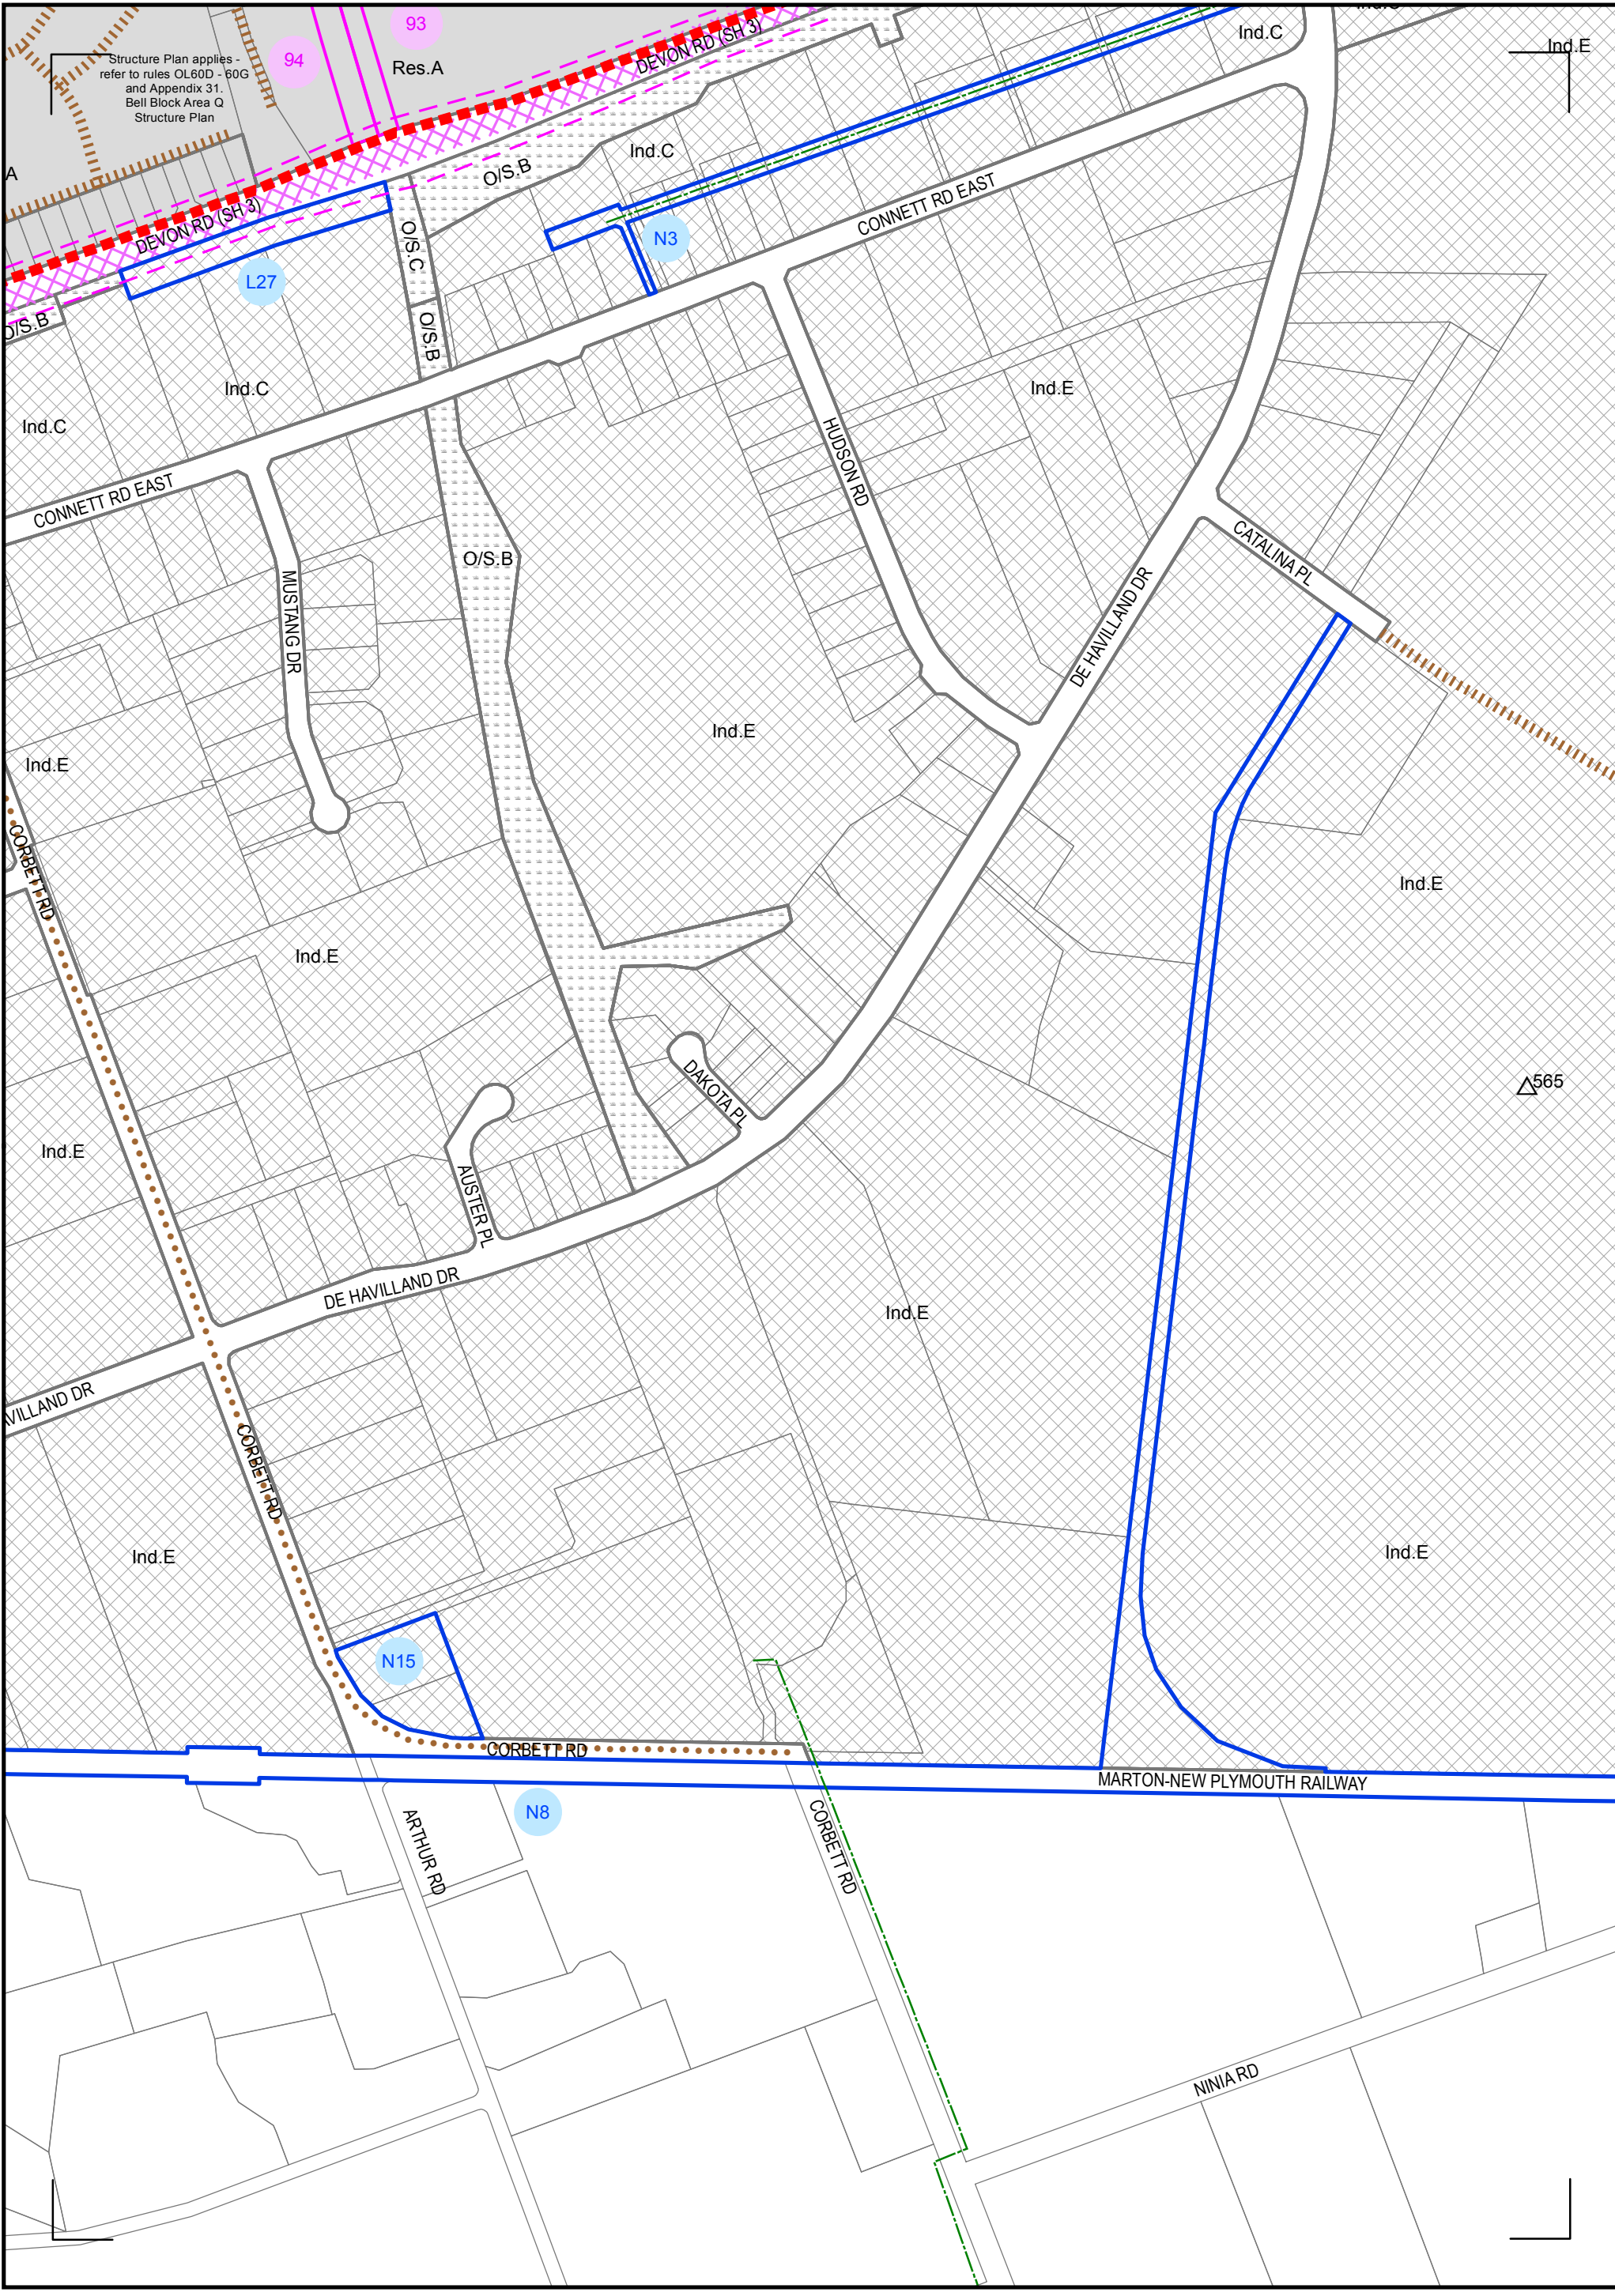 93
94
Res.A
DEVON RD (SH 3)
Ind.C
Ind.E
Structure Plan applies -
refer to rules OL60D - 60G
and Appendix 31.
Bell Block Area Q
Structure Plan
A
O/S.B
Ind.C
CONNETT RD EAST
DEVON RD (SH 3)
O/S.C
N3
L27
O/S.B
O/S.B
Ind.C
Ind.E
Ind.C
HUDSON RD
CONNETT RD EAST
O/S.B
CATALINA PL
MUSTANG DR
DE HAVILLAND DR
Ind.E
Ind.E
CORBETT RD
Ind.E
Ind.E
565
DAKOTA PL
Ind.E
AUSTER PL
DE HAVILLAND DR
Ind.E
AVILLAND DR
CORBETT RD
Ind.E
Ind.E
N15
CORBETT RD
MARTON-NEW PLYMOUTH RAILWAY
N8
ARTHUR RD
CORBETT RD
NINIA RD